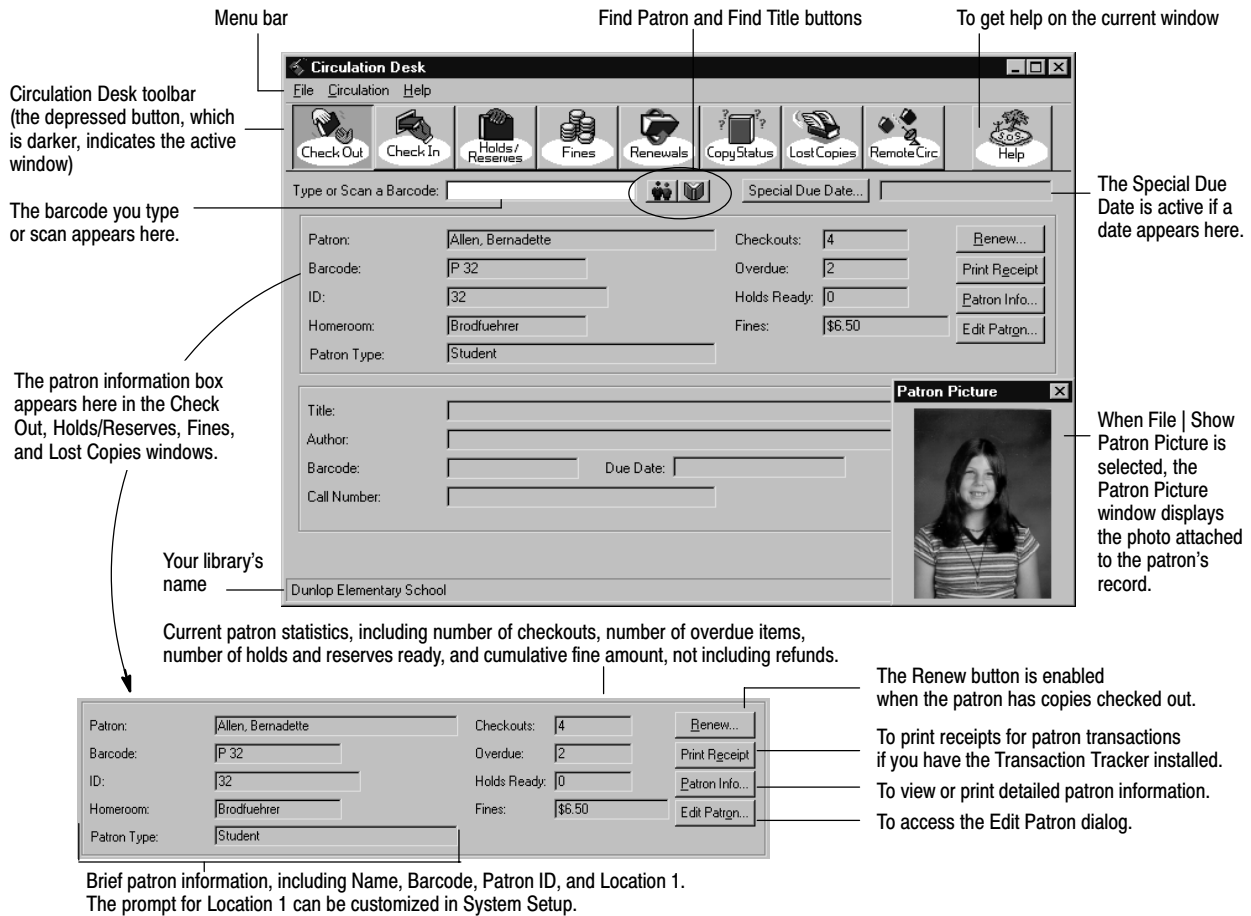 Menu bar
Find Patron and Find Title buttons
To get help on the current window
Circulation Desk toolbar
(the depressed button, which
is darker, indicates the active
window)
The barcode you type
or scan appears here.
Circulation Desk
File Circulation Help
Check Out
Check In
Holds/
Reserves
Fines
Renewals
Copy Status
Lost Copies
Remote Circ
S.O.S.
Help
Type or Scan a Barcode:
Special Due Date...
The Special Due
Date is active if a
date appears here.
Patron: Allen, Bernadette
Checkouts: 4
Renew...
Barcode: P 32
Overdue: 2
Print Receipt
ID: 32
Holds Ready: 0
Patron Info...
Homeroom: Brodfuehrer
Fines: $6.50
Edit Patron...
Patron Type: Student
The patron information box
appears here in the Check
Out, Holds/Reserves, Fines,
and Lost Copies windows.
Title:
Author:
Barcode:
Due Date:
Call Number:
Patron Picture
When File | Show
Patron Picture is
selected, the
Patron Picture
window displays
the photo attached
to the patron's
record.
Your library's
name
Dunlop Elementary School
Current patron statistics, including number of checkouts, number of overdue items,
number of holds and reserves ready, and cumulative fine amount, not including refunds.
Patron: Allen, Bernadette
Checkouts: 4
Renew...
Barcode: P 32
Overdue: 2
Print Receipt
ID: 32
Holds Ready: 0
Patron Info...
Homeroom: Brodfuehrer
Fines: $6.50
Edit Patron...
Patron Type: Student
The Renew button is enabled
when the patron has copies checked out.
To print receipts for patron transactions
if you have the Transaction Tracker installed.
To view or print detailed patron information.
To access the Edit Patron dialog.
Brief patron information, including Name, Barcode, Patron ID, and Location 1.
The prompt for Location 1 can be customized in System Setup.